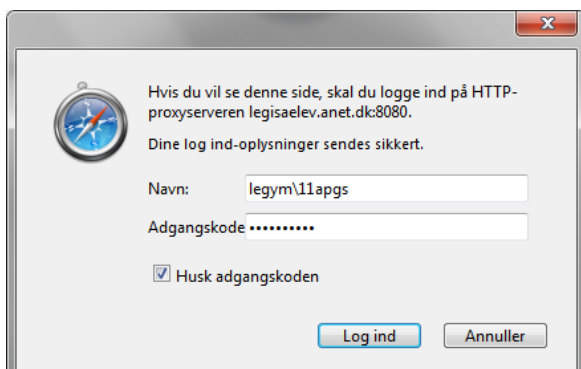 Hvis du vil se denne side, skal du logge ind på HTTP-
proxyserveren legisaelev.anet.dk:8080.
Dine log ind-oplysninger sendes sikkert.
Navn: legym\11apgs
Adgangskode ••••••••••
Husk adgangskoden
Log ind Annuller